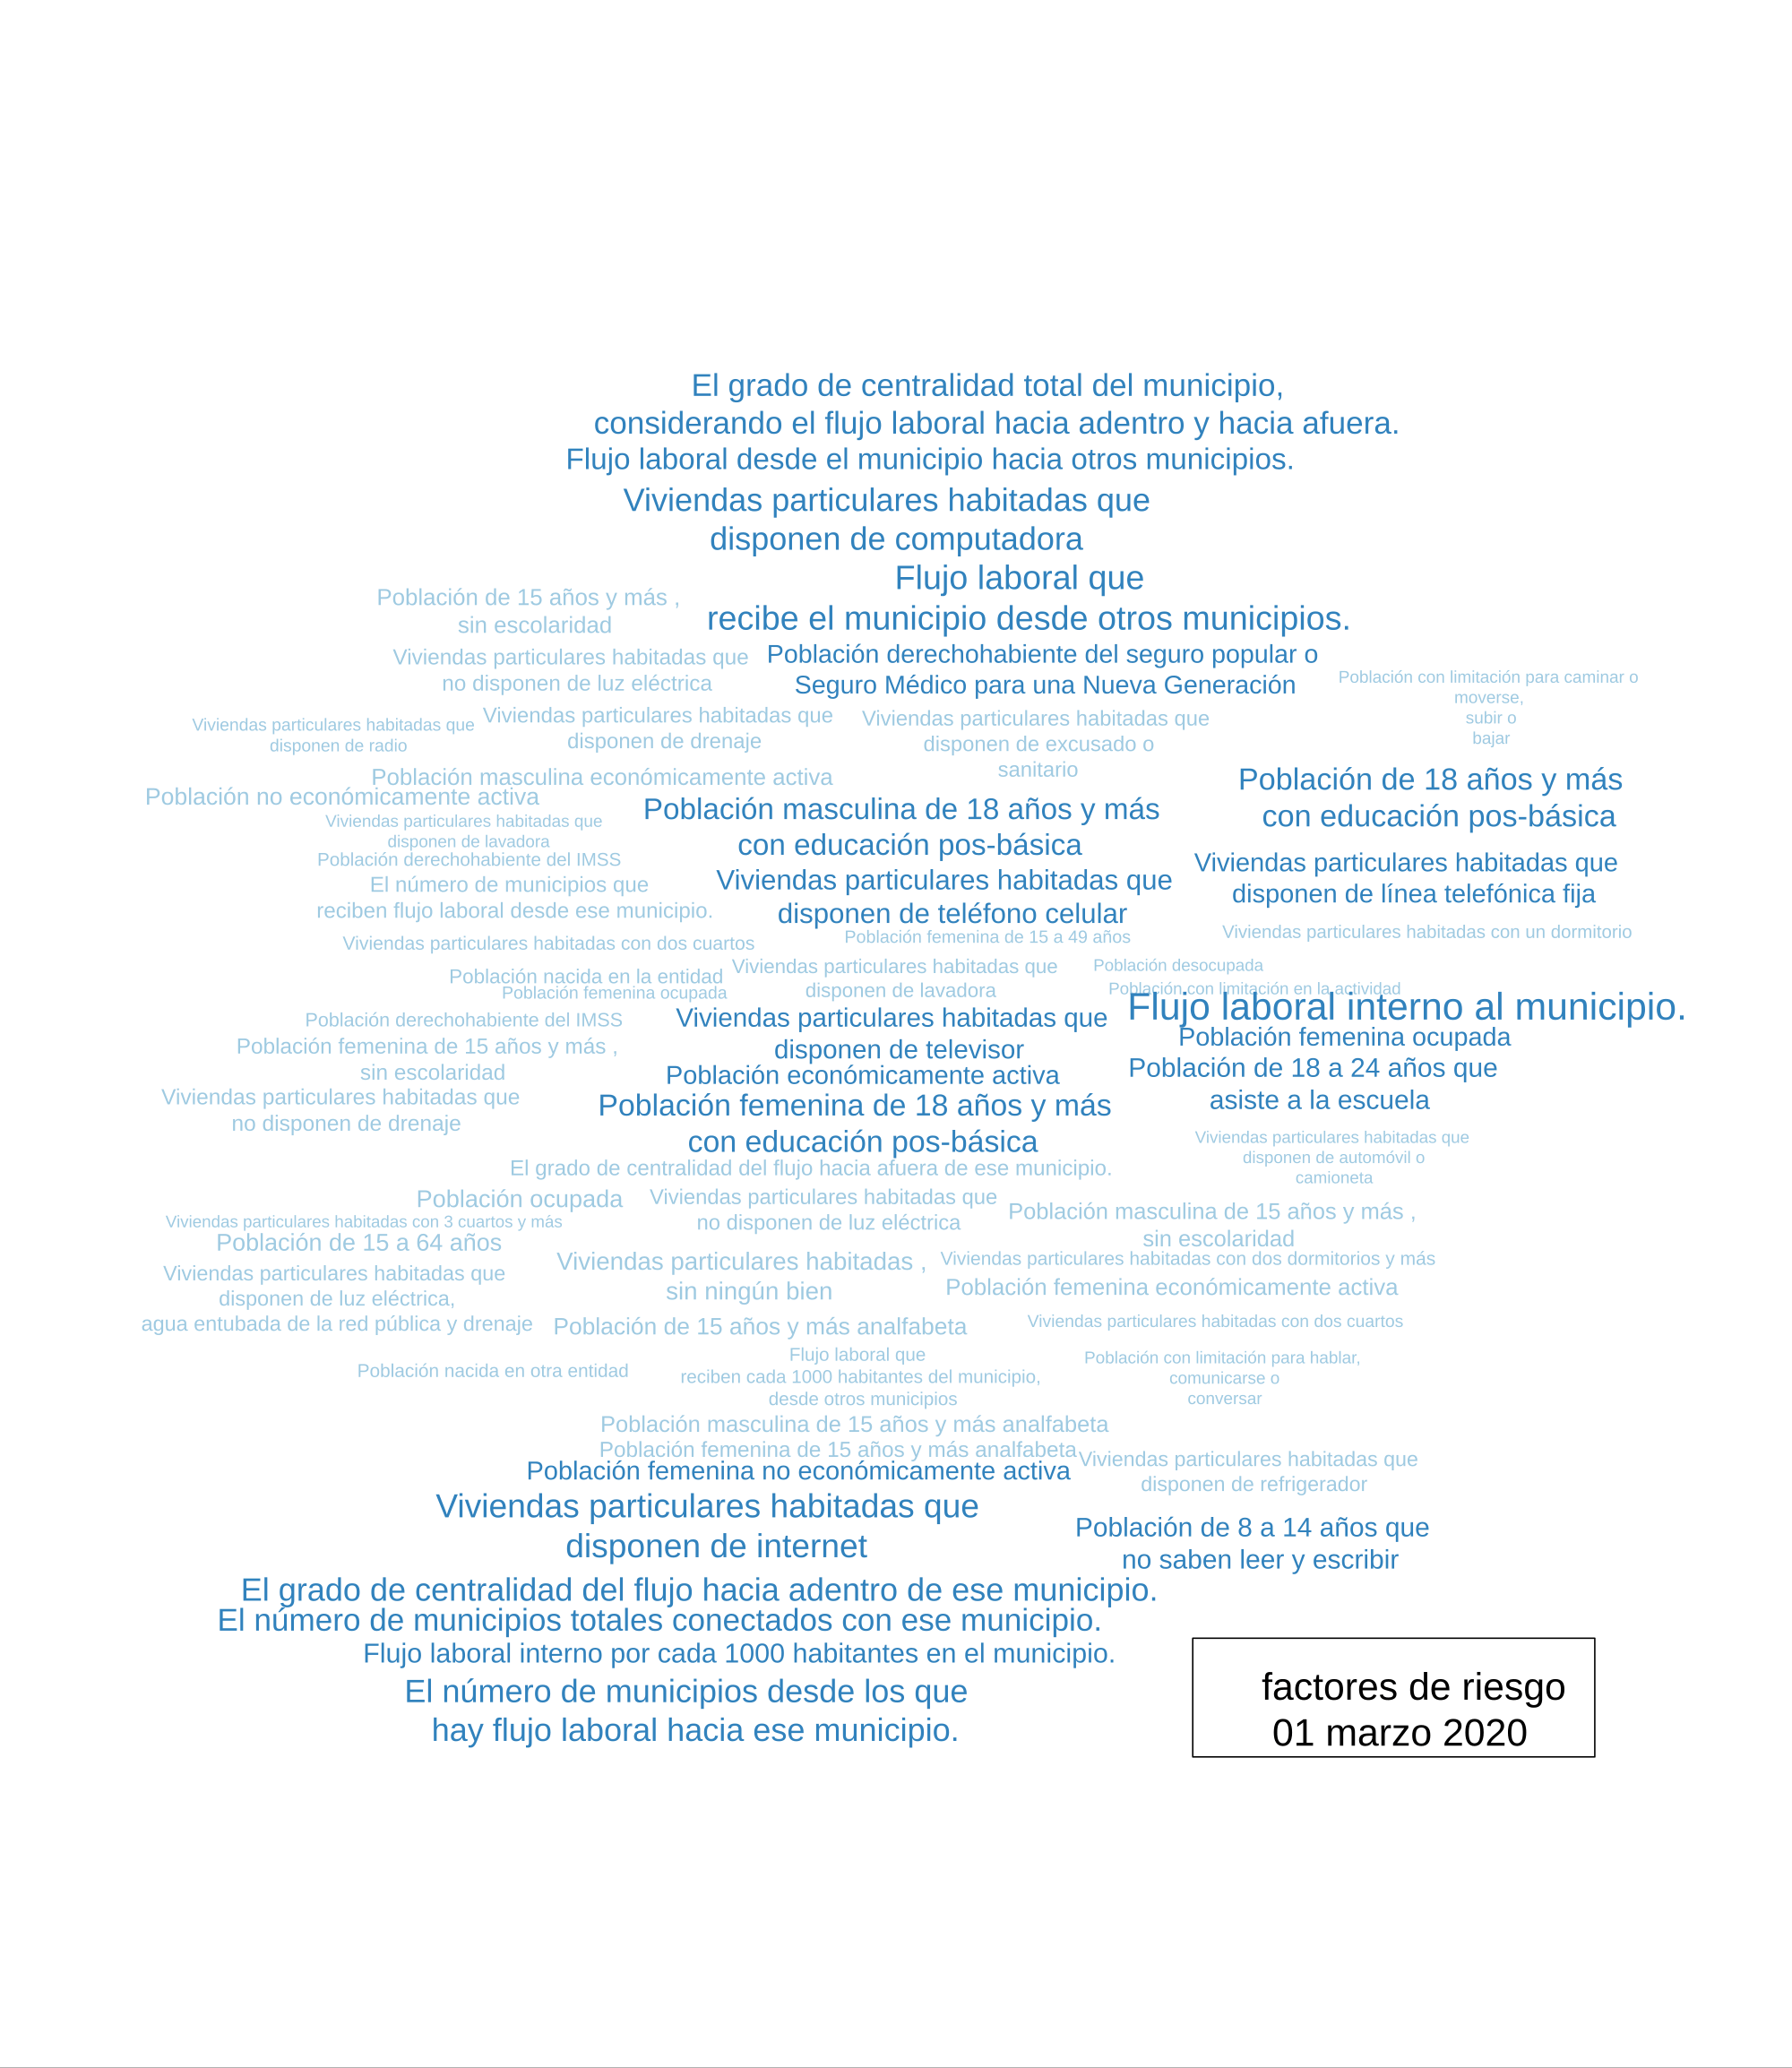 El grado de centralidad total del municipio,
considerando el flujo laboral hacia adentro y hacia afuera.
Flujo laboral desde el municipio hacia otros municipios.
Viviendas particulares habitadas que
disponen de computadora
Flujo laboral que
recibe el municipio desde otros municipios.
Población de 15 años y más ,
sin escolaridad
Viviendas particulares habitadas que
no disponen de luz eléctrica
Población derechohabiente del seguro popular o
Seguro Médico para una Nueva Generación
Población con limitación para caminar o
moverse,
subir o
bajar
Viviendas particulares habitadas que
disponen de radio
Viviendas particulares habitadas que
disponen de drenaje
Viviendas particulares habitadas que
disponen de excusado o
sanitario
Población masculina económicamente activa
Población no económicamente activa
Población de 18 años y más
con educación pos-básica
Población masculina de 18 años y más
con educación pos-básica
Viviendas particulares habitadas que
disponen de lavadora
Población derechohabiente del IMSS
El número de municipios que
reciben flujo laboral desde ese municipio.
Viviendas particulares habitadas que
disponen de teléfono celular
Viviendas particulares habitadas que
disponen de línea telefónica fija
Viviendas particulares habitadas con dos cuartos
Población femenina de 15 a 49 años
Viviendas particulares habitadas con un dormitorio
Población nacida en la entidad
Población femenina ocupada
Viviendas particulares habitadas que
disponen de lavadora
Población desocupada
Población con limitación en la actividad
Flujo laboral interno al municipio.
Población derechohabiente del IMSS
Viviendas particulares habitadas que
disponen de televisor
Población femenina ocupada
Población femenina de 15 años y más ,
sin escolaridad
Población económicamente activa
Población de 18 a 24 años que
asiste a la escuela
Viviendas particulares habitadas que
no disponen de drenaje
Población femenina de 18 años y más
con educación pos-básica
Viviendas particulares habitadas que
disponen de automóvil o
camioneta
El grado de centralidad del flujo hacia afuera de ese municipio.
Población ocupada
Viviendas particulares habitadas que
no disponen de luz eléctrica
Población masculina de 15 años y más ,
sin escolaridad
Viviendas particulares habitadas con 3 cuartos y más
Población de 15 a 64 años
Viviendas particulares habitadas ,
sin ningún bien
Viviendas particulares habitadas con dos dormitorios y más
Viviendas particulares habitadas que
disponen de luz eléctrica,
agua entubada de la red pública y drenaje
Población femenina económicamente activa
Población de 15 años y más analfabeta
Viviendas particulares habitadas con dos cuartos
Población nacida en otra entidad
Flujo laboral que
reciben cada 1000 habitantes del municipio,
desde otros municipios
Población con limitación para hablar,
comunicarse o
conversar
Población masculina de 15 años y más analfabeta
Población femenina de 15 años y más analfabeta
Población femenina no económicamente activa
Viviendas particulares habitadas que
disponen de refrigerador
Viviendas particulares habitadas que
disponen de internet
Población de 8 a 14 años que
no saben leer y escribir
El grado de centralidad del flujo hacia adentro de ese municipio.
El número de municipios totales conectados con ese municipio.
Flujo laboral interno por cada 1000 habitantes en el municipio.
El número de municipios desde los que
hay flujo laboral hacia ese municipio.
factores de riesgo
01 marzo 2020